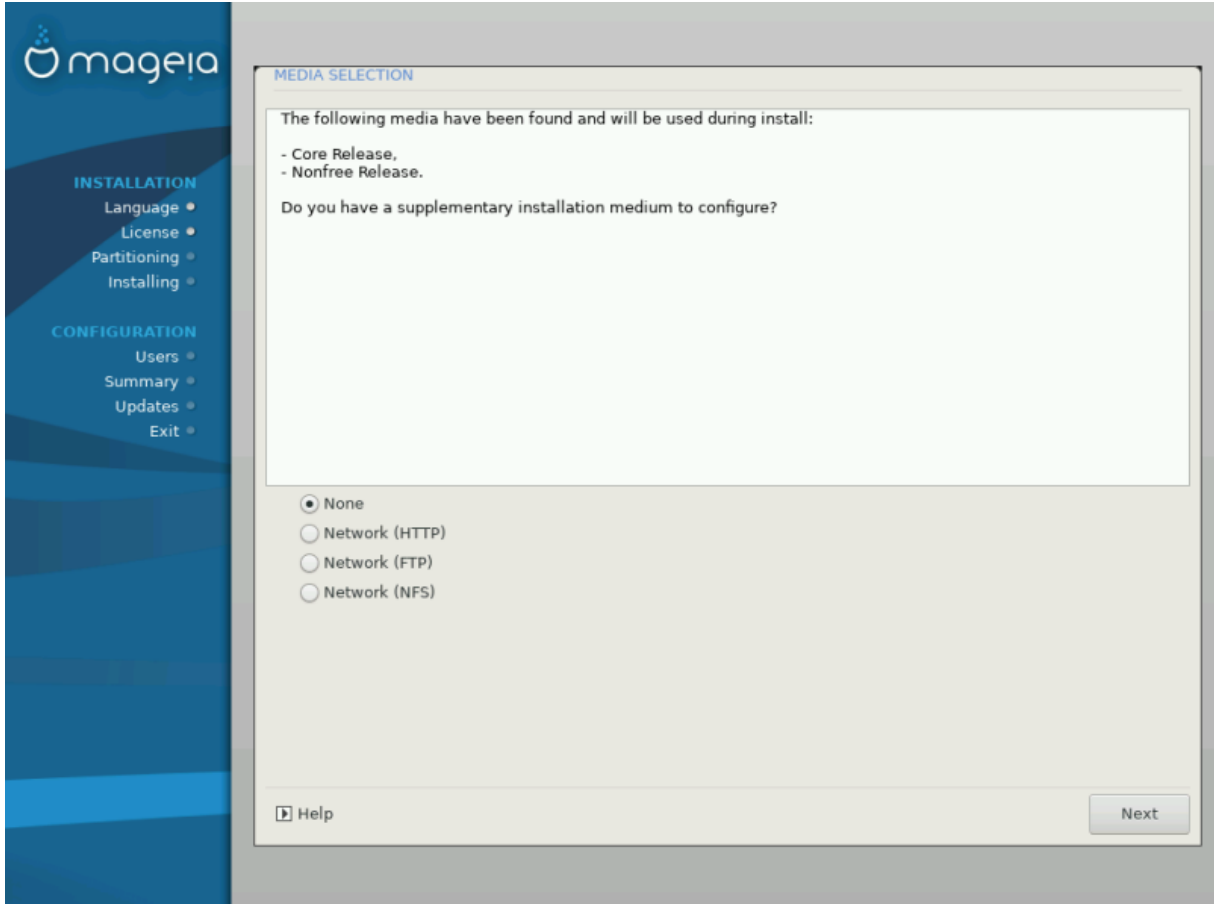 mageia
INSTALLATION
Language
License
Partitioning
Installing
CONFIGURATION
Users
Summary
Updates
Exit
MEDIA SELECTION
The following media have been found and will be used during install:
- Core Release,
- Nonfree Release.
Do you have a supplementary installation medium to configure?
None
Network (HTTP)
Network (FTP)
Network (NFS)
Help
Next